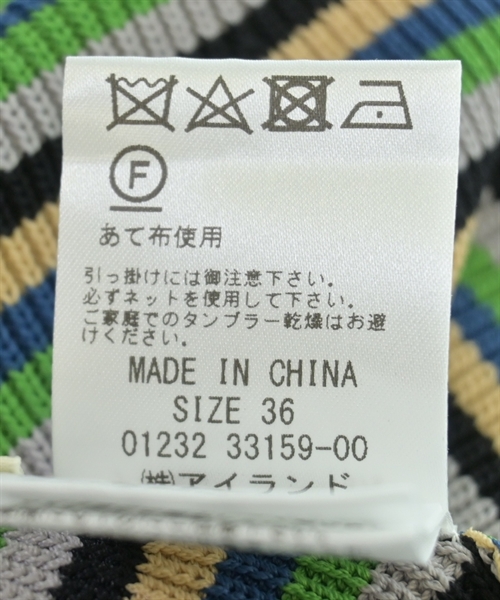 F
あて布使用
引っ掛けには御注意下さい。
必ずネットを使用して下さい。
ご家庭でのタンブラー乾燥はお避
けください。
MADE IN CHINA
SIZE 36
01232 33159-00
(株)アイランド